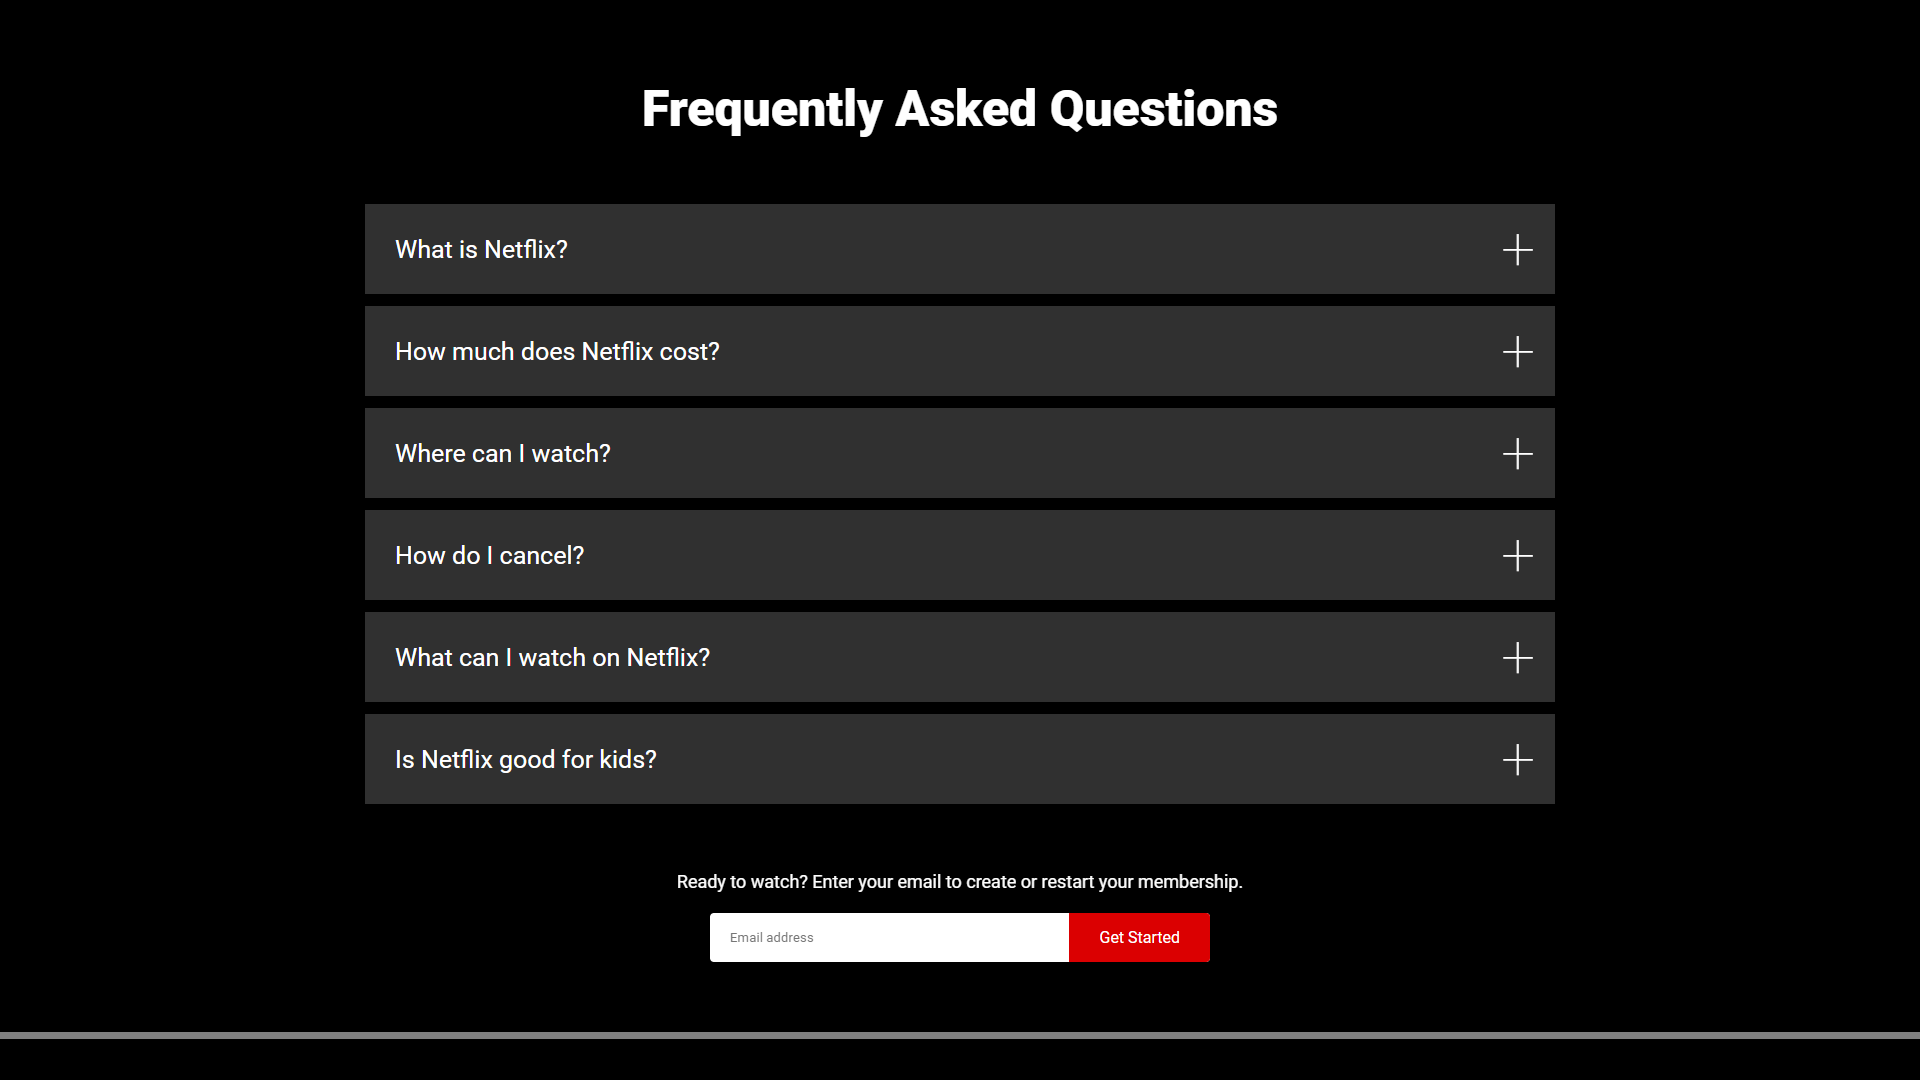 Frequently Asked Questions
What is Netflix?
How much does Netflix cost?
Where can I watch?
How do I cancel?
What can I watch on Netflix?
Is Netflix good for kids?
Ready to watch? Enter your email to create or restart your membership.
Email address
Get Started